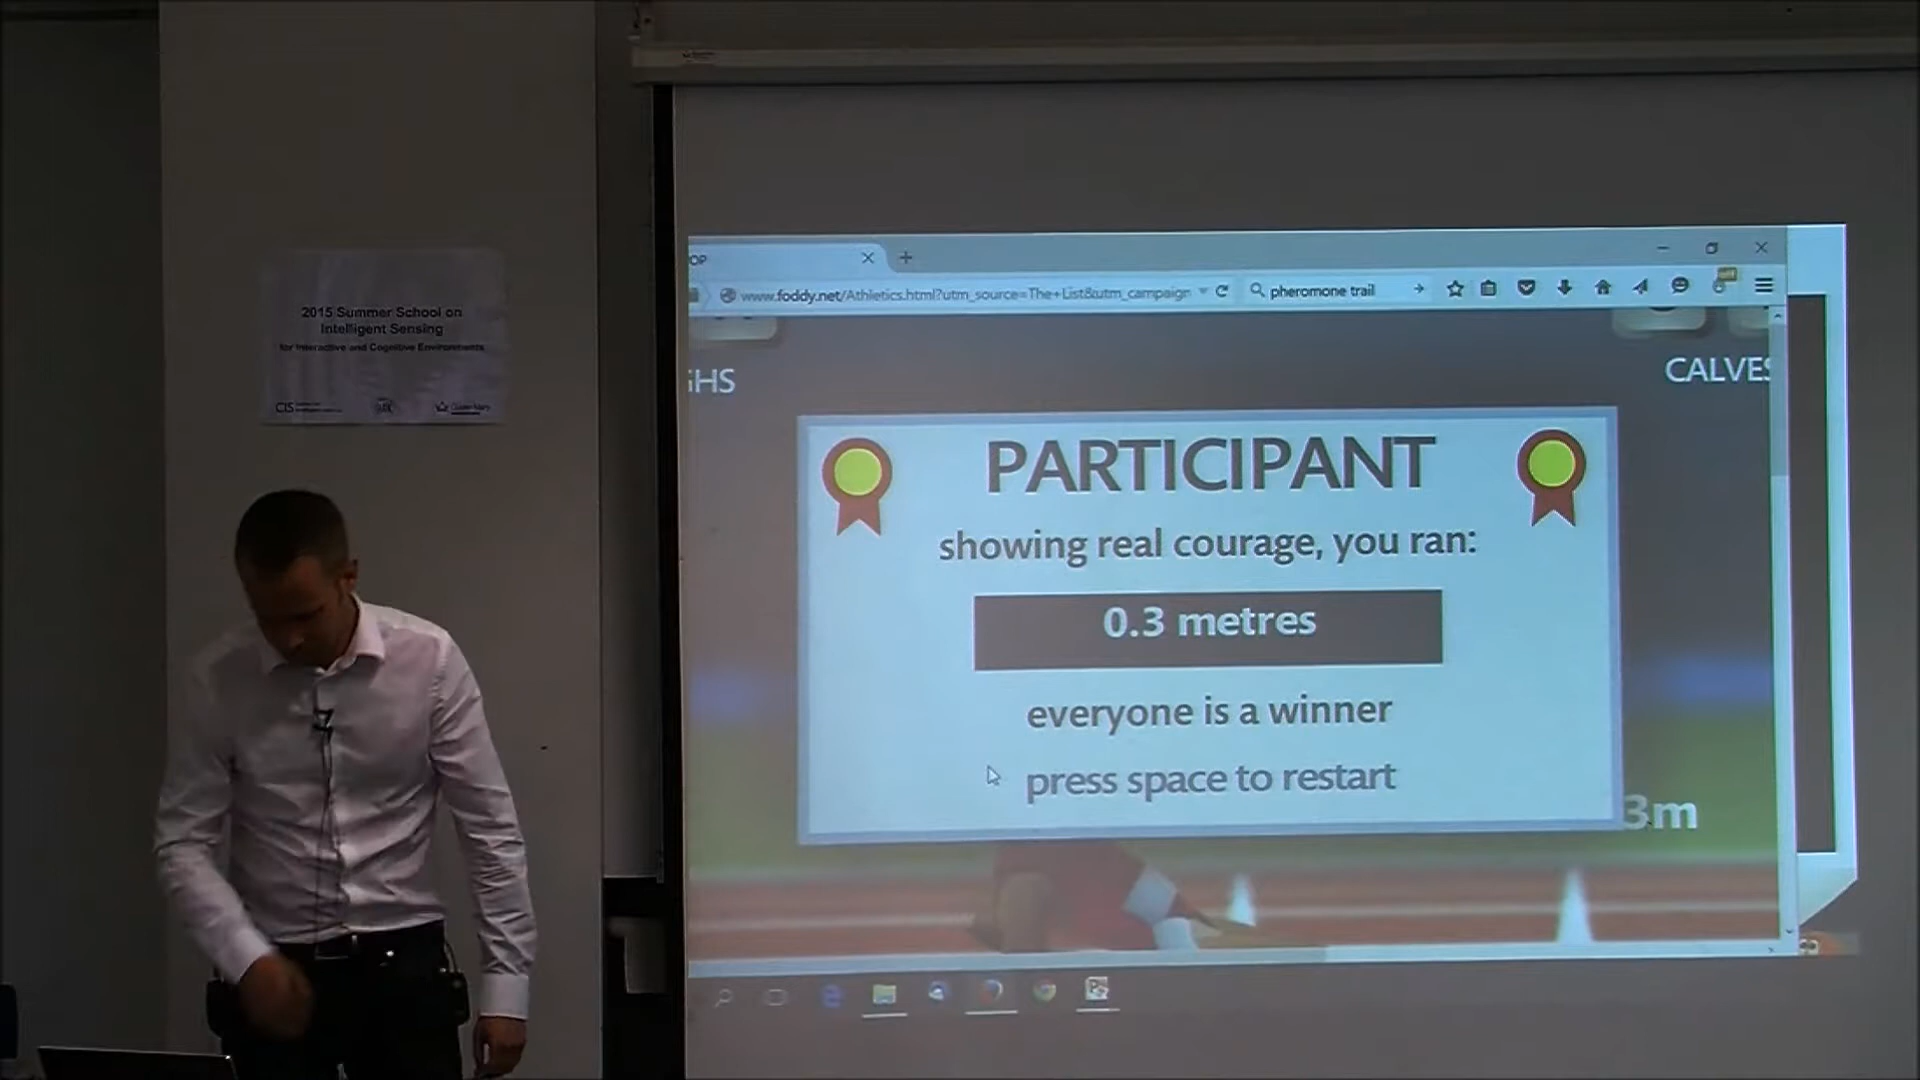 2015 Summer School on
Intelligent Sensing
for Interactive and Cognitive Environments
CIS
OP
www.foddy.net/Athletics.html?utm_source=The+List&utm_campaign
pheromone trail
GHS
CALVES
PARTICIPANT
showing real courage, you ran:
0.3 metres
everyone is a winner
press space to restart
3m